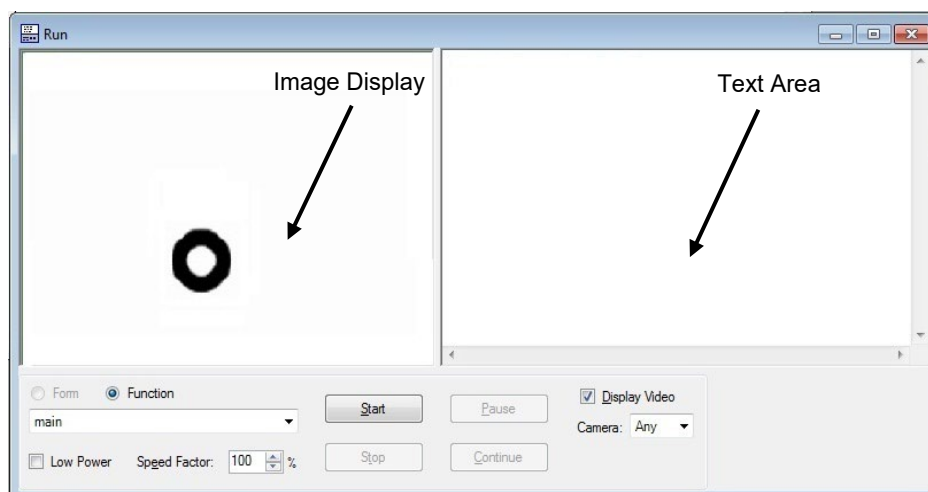 Run
Image Display
Text Area
Form Function
main
Start
Pause
Display Video
Camera: Any
Low Power Speed Factor: 100 %
Stop
Continue